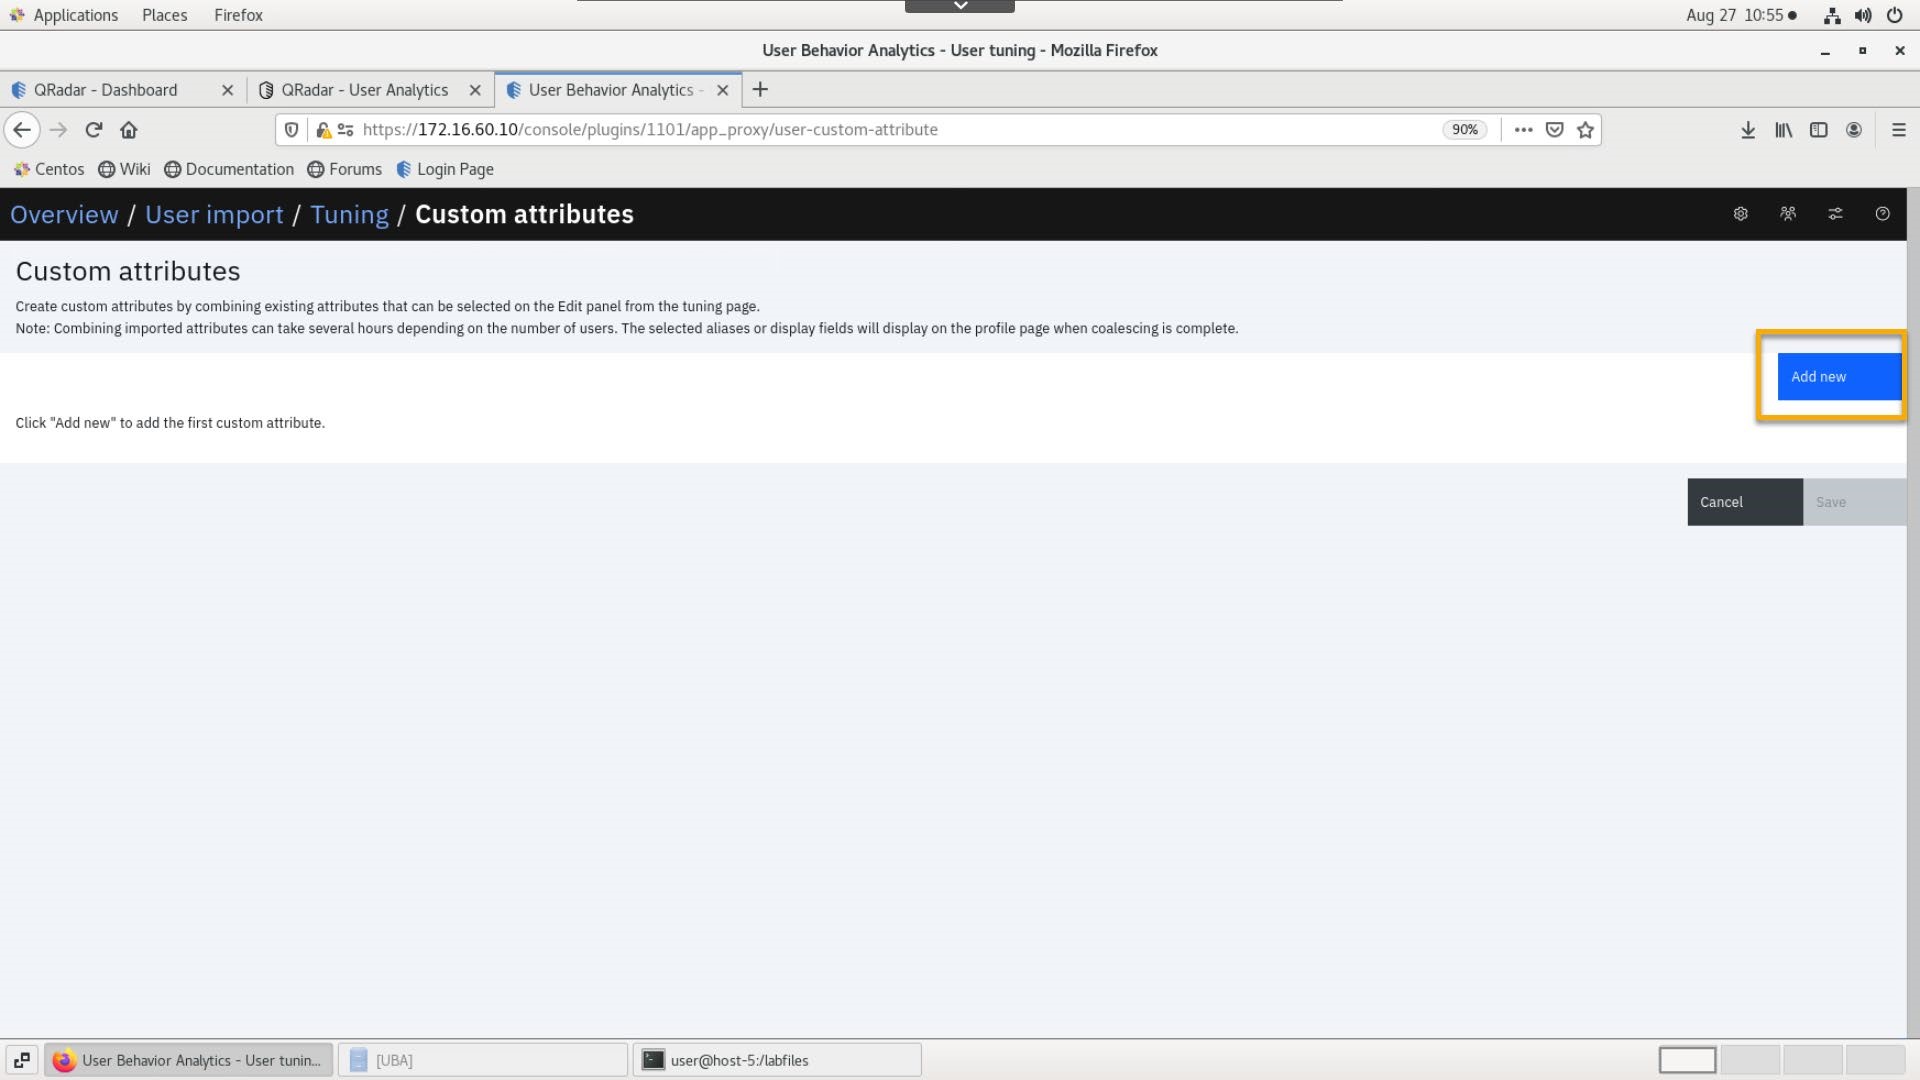 Applications Places Firefox Aug 27 10:55
User Behavior Analytics - User tuning - Mozilla Firefox
QRadar - Dashboard QRadar - User Analytics User Behavior Analytics -
https://172.16.60.10/console/plugins/1101/app_proxy/user-custom-attribute 90%
Centos Wiki Documentation Forums Login Page
Overview / User import / Tuning / Custom attributes
Custom attributes
Create custom attributes by combining existing attributes that can be selected on the Edit panel from the tuning page.
Note: Combining imported attributes can take several hours depending on the number of users. The selected aliases or display fields will display on the profile page when coalescing is complete.
Add new
Click "Add new" to add the first custom attribute.
Cancel Save
User Behavior Analytics - User tunin... [UBA] user@host-5:/labfiles